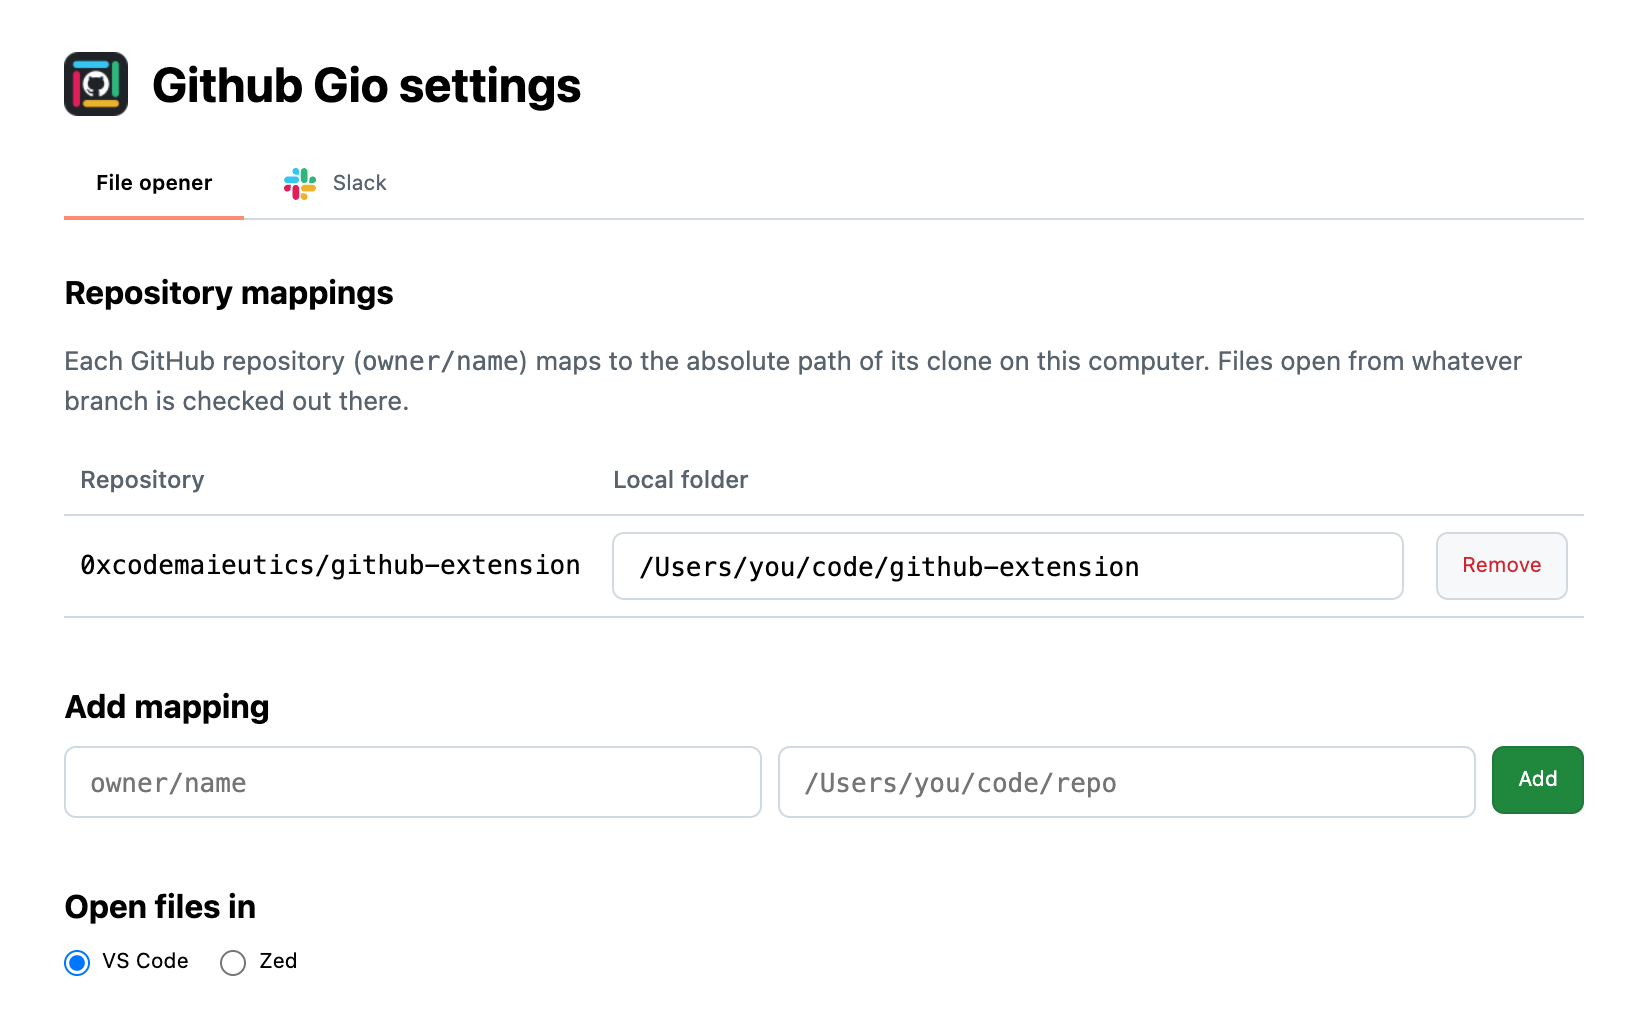 Github Gio settings
File opener
Slack
Repository mappings
Each GitHub repository (owner/name) maps to the absolute path of its clone on this computer. Files open from whatever
branch is checked out there.
Repository Local folder
0xcodemaieutics/github-extension /Users/you/code/github-extension Remove
Add mapping
owner/name /Users/you/code/repo Add
Open files in
VS Code Zed